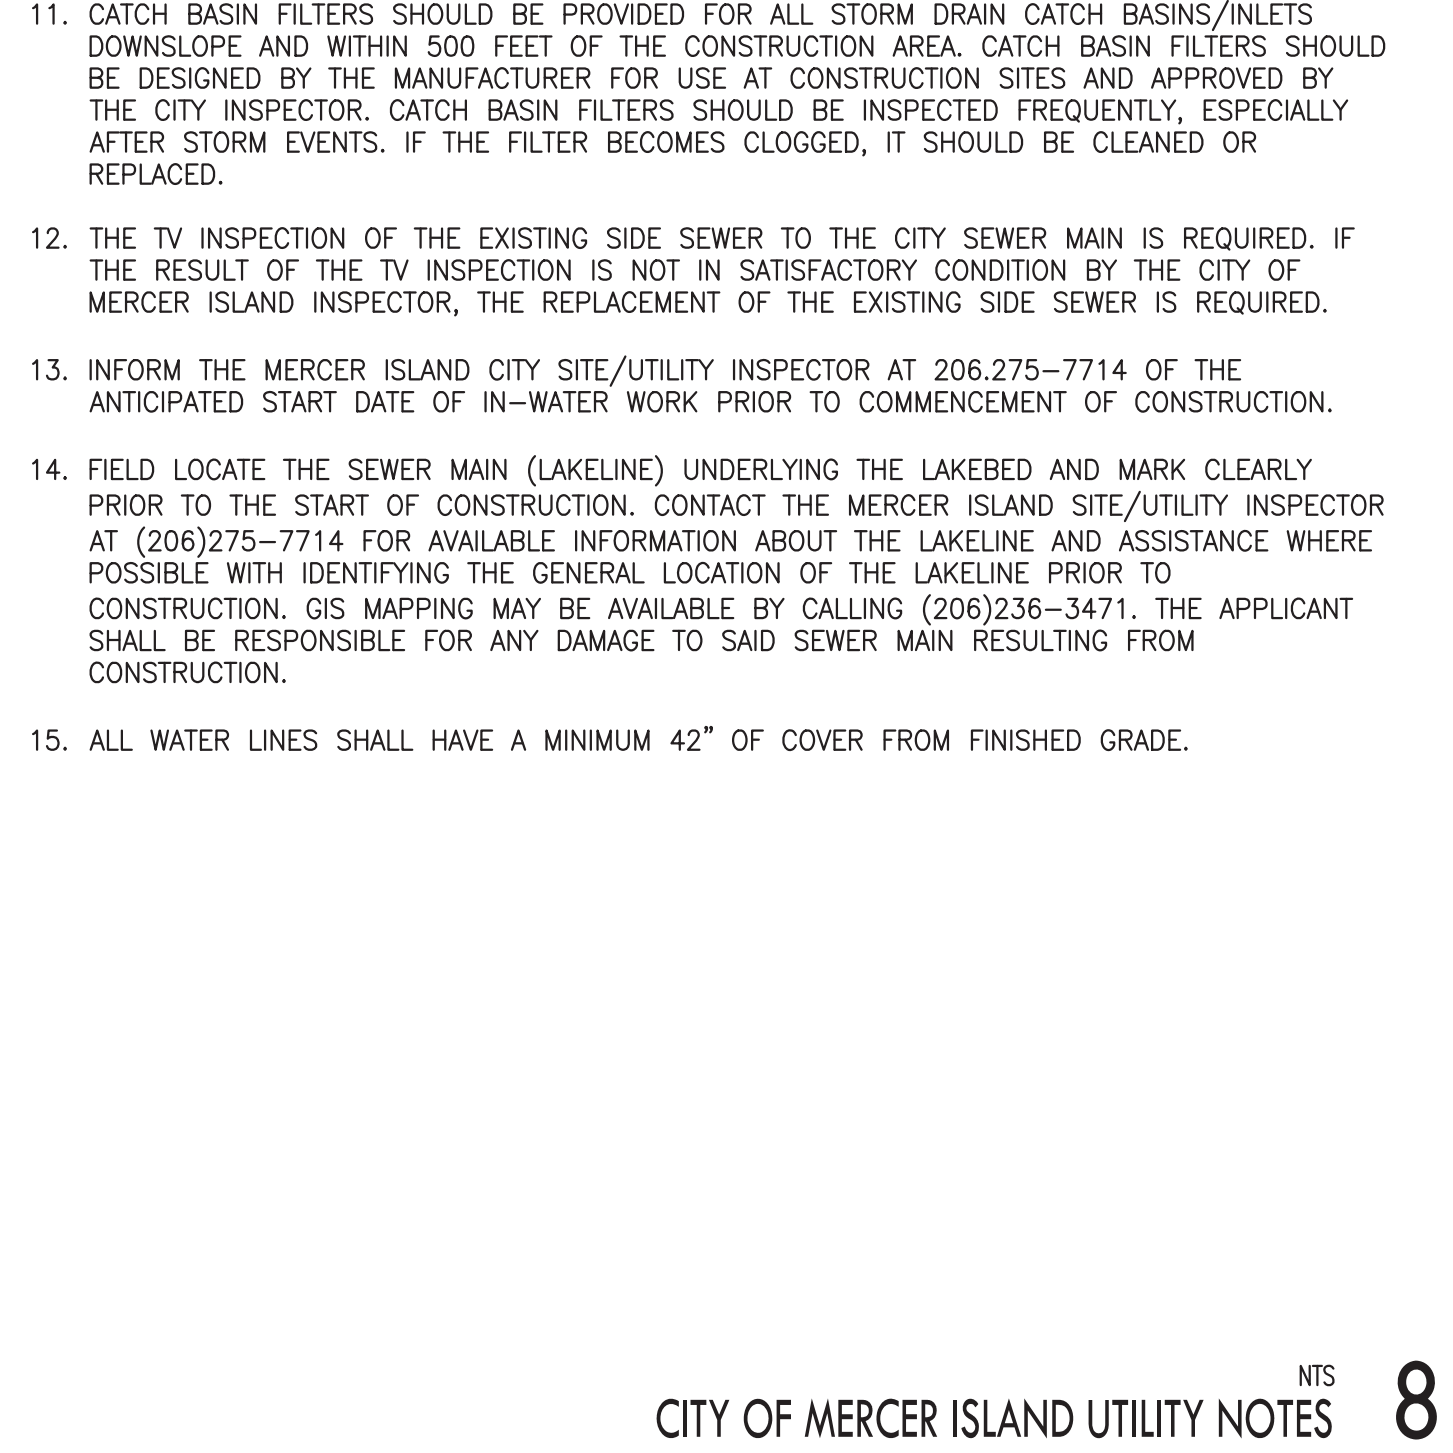 11. CATCH BASIN FILTERS SHOULD BE PROVIDED FOR ALL STORM DRAIN CATCH BASINS/INLETS
DOWNSLOPE AND WITHIN 500 FEET OF THE CONSTRUCTION AREA. CATCH BASIN FILTERS SHOULD
BE DESIGNED BY THE MANUFACTURER FOR USE AT CONSTRUCTION SITES AND APPROVED BY
THE CITY INSPECTOR. CATCH BASIN FILTERS SHOULD BE INSPECTED FREQUENTLY, ESPECIALLY
AFTER STORM EVENTS. IF THE FILTER BECOMES CLOGGED, IT SHOULD BE CLEANED OR
REPLACED.
12. THE TV INSPECTION OF THE EXISTING SIDE SEWER TO THE CITY SEWER MAIN IS REQUIRED. IF
THE RESULT OF THE TV INSPECTION IS NOT IN SATISFACTORY CONDITION BY THE CITY OF
MERCER ISLAND INSPECTOR, THE REPLACEMENT OF THE EXISTING SIDE SEWER IS REQUIRED.
13. INFORM THE MERCER ISLAND CITY SITE/UTILITY INSPECTOR AT 206.275-7714 OF THE
ANTICIPATED START DATE OF IN-WATER WORK PRIOR TO COMMENCEMENT OF CONSTRUCTION.
14. FIELD LOCATE THE SEWER MAIN (LAKELINE) UNDERLYING THE LAKEBED AND MARK CLEARLY
PRIOR TO THE START OF CONSTRUCTION. CONTACT THE MERCER ISLAND SITE/UTILITY INSPECTOR
AT (206)275-7714 FOR AVAILABLE INFORMATION ABOUT THE LAKELINE AND ASSISTANCE WHERE
POSSIBLE WITH IDENTIFYING THE GENERAL LOCATION OF THE LAKELINE PRIOR TO
CONSTRUCTION. GIS MAPPING MAY BE AVAILABLE BY CALLING (206)236-3471. THE APPLICANT
SHALL BE RESPONSIBLE FOR ANY DAMAGE TO SAID SEWER MAIN RESULTING FROM
CONSTRUCTION.
15. ALL WATER LINES SHALL HAVE A MINIMUM 42" OF COVER FROM FINISHED GRADE.
NTS
CITY OF MERCER ISLAND UTILITY NOTES 8